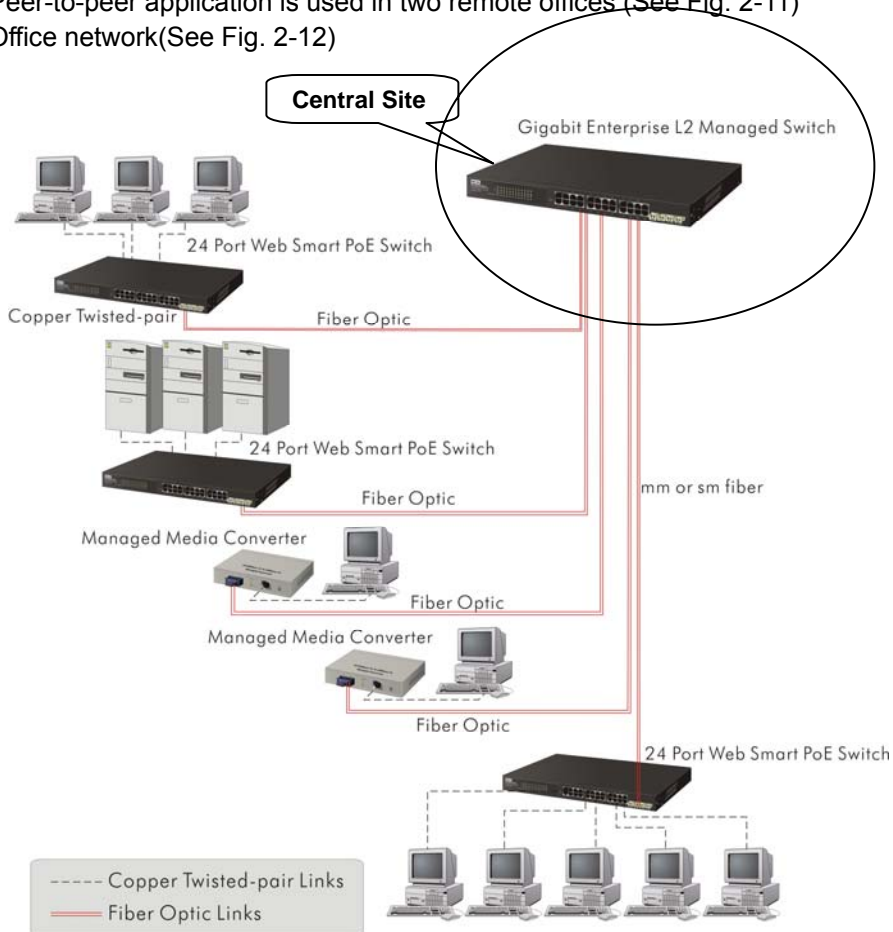 Peer-to-peer application is used in two remote offices (See Fig. 2-11)
Office network(See Fig. 2-12)
Central Site
Gigabit Enterprise L2 Managed Switch
24 Port Web Smart PoE Switch
Copper Twisted-pair
Fiber Optic
24 Port Web Smart PoE Switch
Fiber Optic
mm or sm fiber
Managed Media Converter
Fiber Optic
Managed Media Converter
Fiber Optic
24 Port Web Smart PoE Switch
Copper Twisted-pair Links
Fiber Optic Links